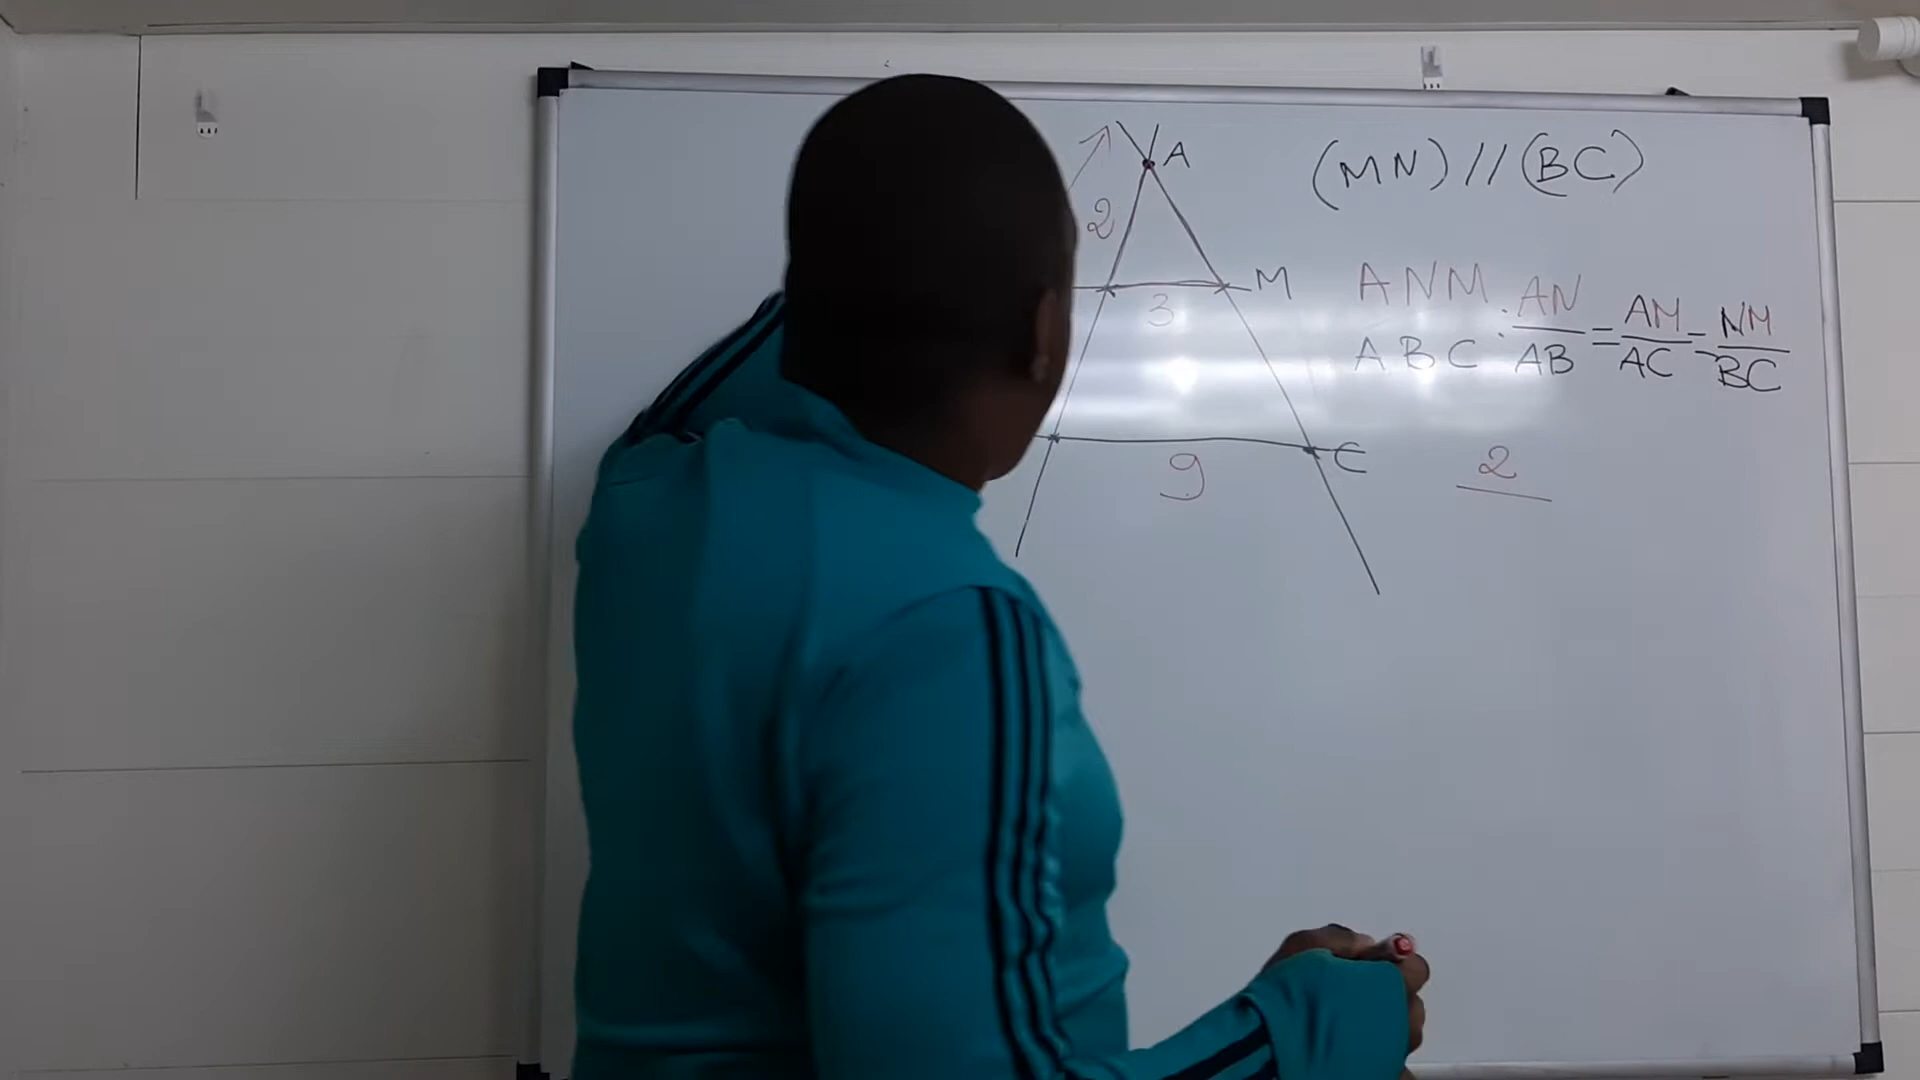 A
(MN) // (BC)
2
M
3
ANM : AN/AB = AM/AC = NM/BC
ABC
C
9
2